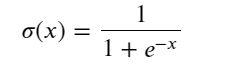 σ(x) = 1 / (1 + e⁻ˣ)